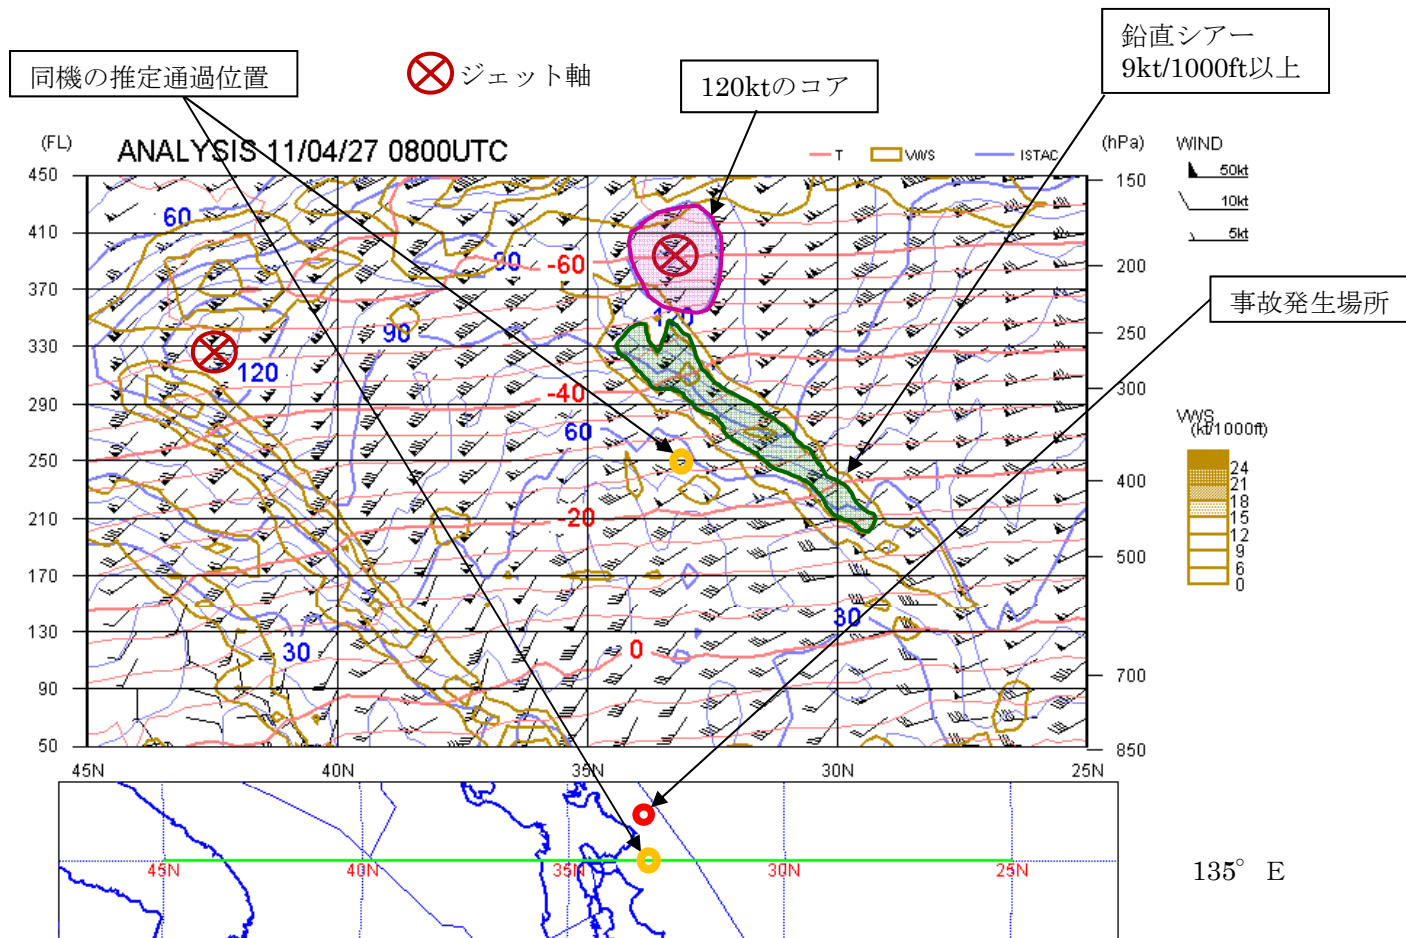 同機の推定通過位置
ジェット軸
120ktのコア
鉛直シアー
9kt/1000ft以上
事故発生場所
(FL)
ANALYSIS 11/04/27 0800UTC
T
VWS
ISTAC
(hPa)
WIND
50kt
10kt
5kt
450
410
370
330
290
250
210
170
130
90
50
150
200
250
300
400
500
700
850
60
90
-60
90
120
120
-40
60
-20
30
30
0
VWS
(kt/1000ft)
24
21
18
15
12
9
6
0
45N
40N
35N
30N
25N
45N
40N
35N
30N
25N
135° E